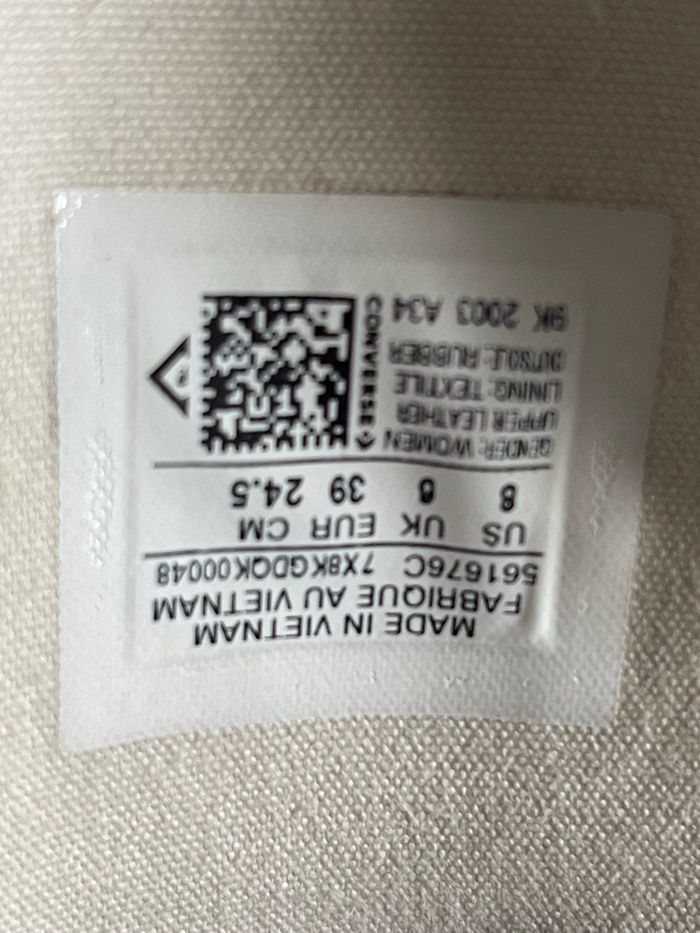 MADE IN VIETNAM
FABRIQUE AU VIETNAM
561676C 7X8KGDQK00048
US UK EUR CM
8 6 39 24.5
GENDER: WOMEN
UPPER: LEATHER
LINING: TEXTILE
OUTSOLE: RUBBER
9K 2003 A34
CONVERSE